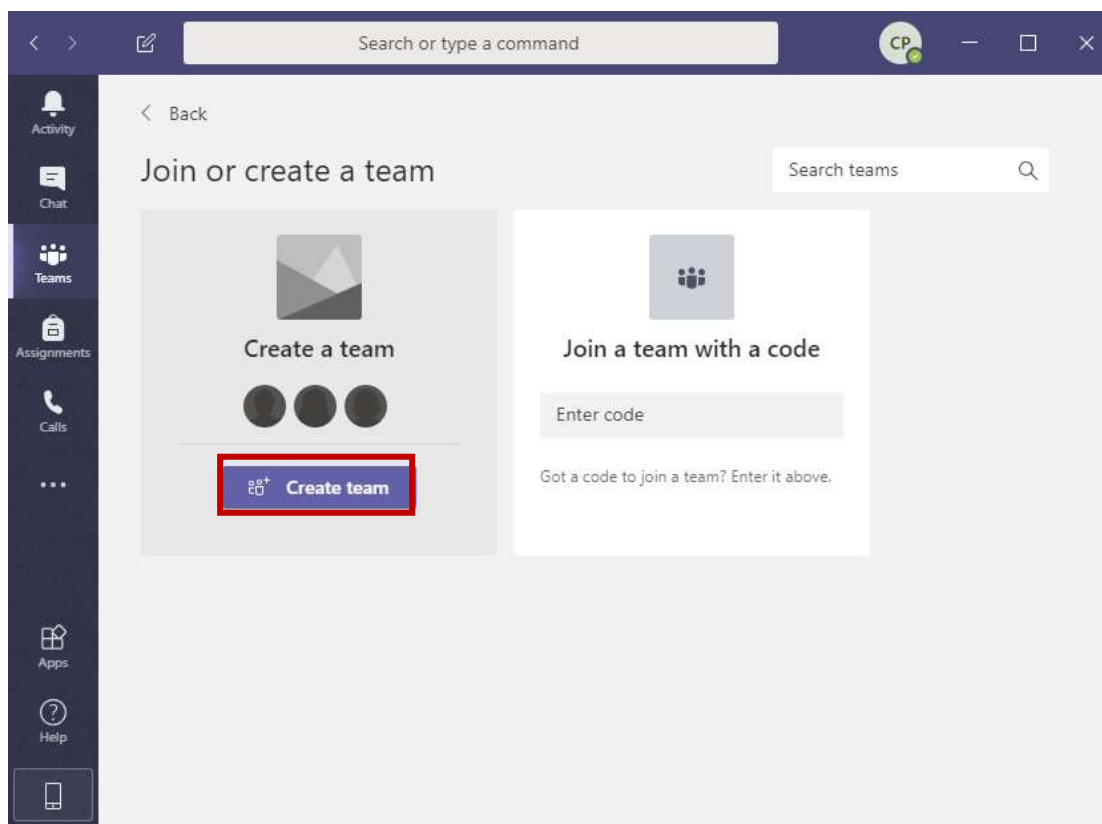 Search or type a command
CP
Activity
Chat
Teams
Assignments
Calls
Apps
Help
Back
Join or create a team
Search teams
Create a team
Create team
Join a team with a code
Enter code
Got a code to join a team? Enter it above.